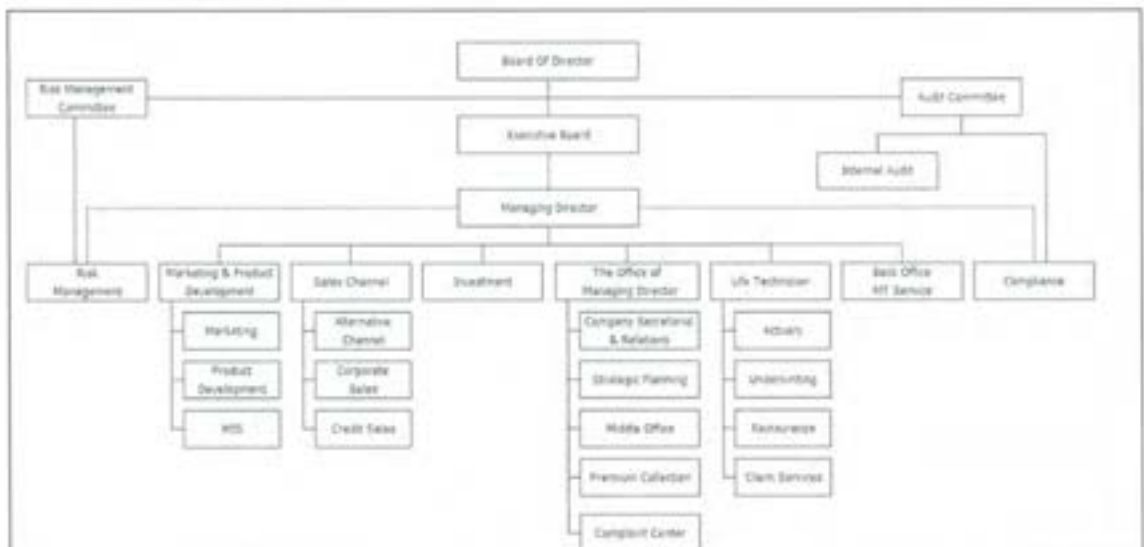 Board Of Director
Risk Management
Committee
Audit Committee
Executive Board
Internal Audit
Managing Director
Risk
Management
Marketing & Product
Development
Sales Channel
Investment
The Office of
Managing Director
Life Technician
Back Office
MT Service
Compliance
Marketing
Alternative
Channel
Company Secretarial
& Relations
Actuary
Product
Development
Corporate
Sales
Strategic Planning
Underwriting
Credit Sales
Middle Office
Reinsurance
Premium Collection
Claim Services
Complaint Center